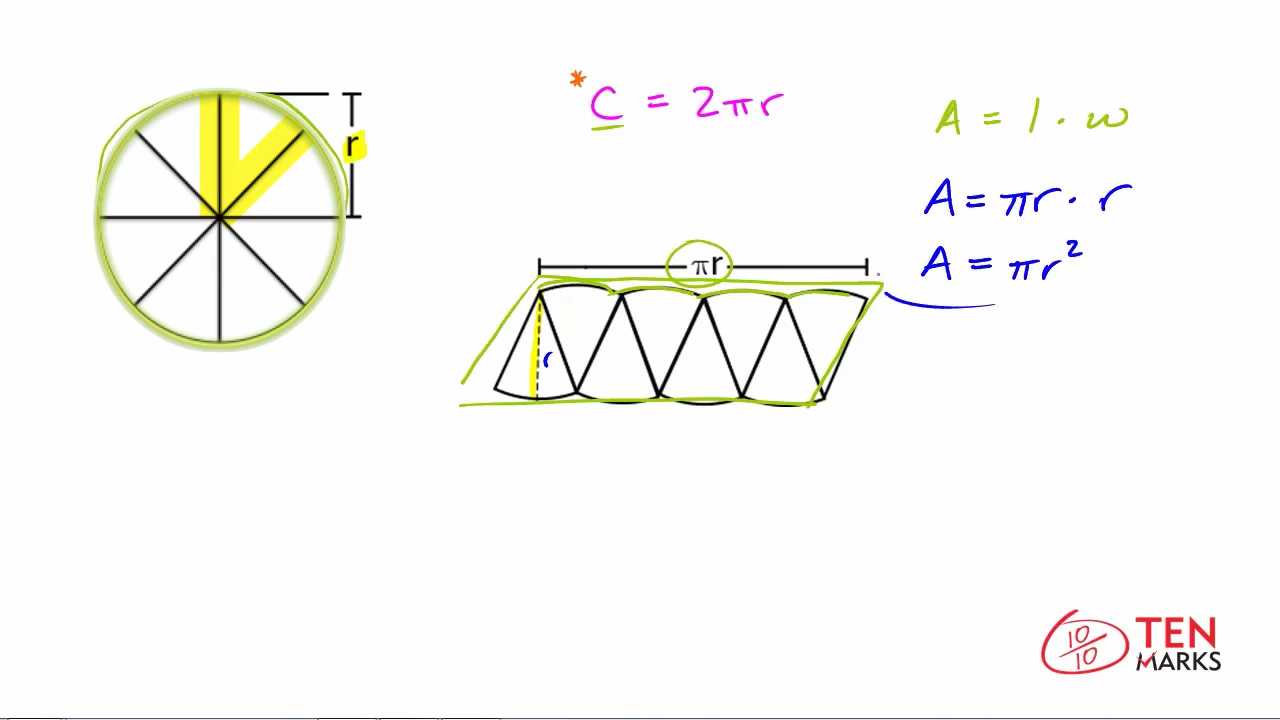 r
* C = 2πr
A = l · w
A = πr · r
A = πr²
πr
r
10/10
TEN
MARKS